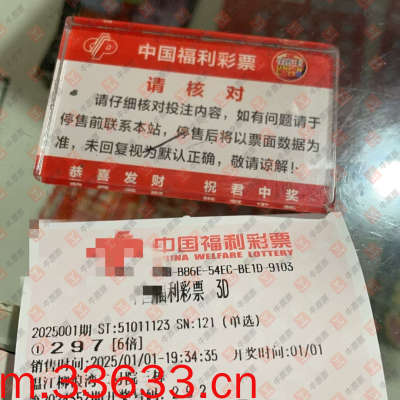 中国福利彩票
请核对
请仔细核对投注内容，如有问题请于
停售前联系本站，停售后将以票面数据为
准，未回复视为默认正确，敬请谅解！
恭喜发财 祝君中奖
中国福利彩票
CHINA WELFARE LOTTERY
-B86E-54EC-BE1D-9103
福利彩票 3D
2025001期 ST:51011123 SN:121 (单选)
① 297 [6倍]
销售时间:2025/01/01-19:34:35 开奖时间:01/01
m.33633.cn